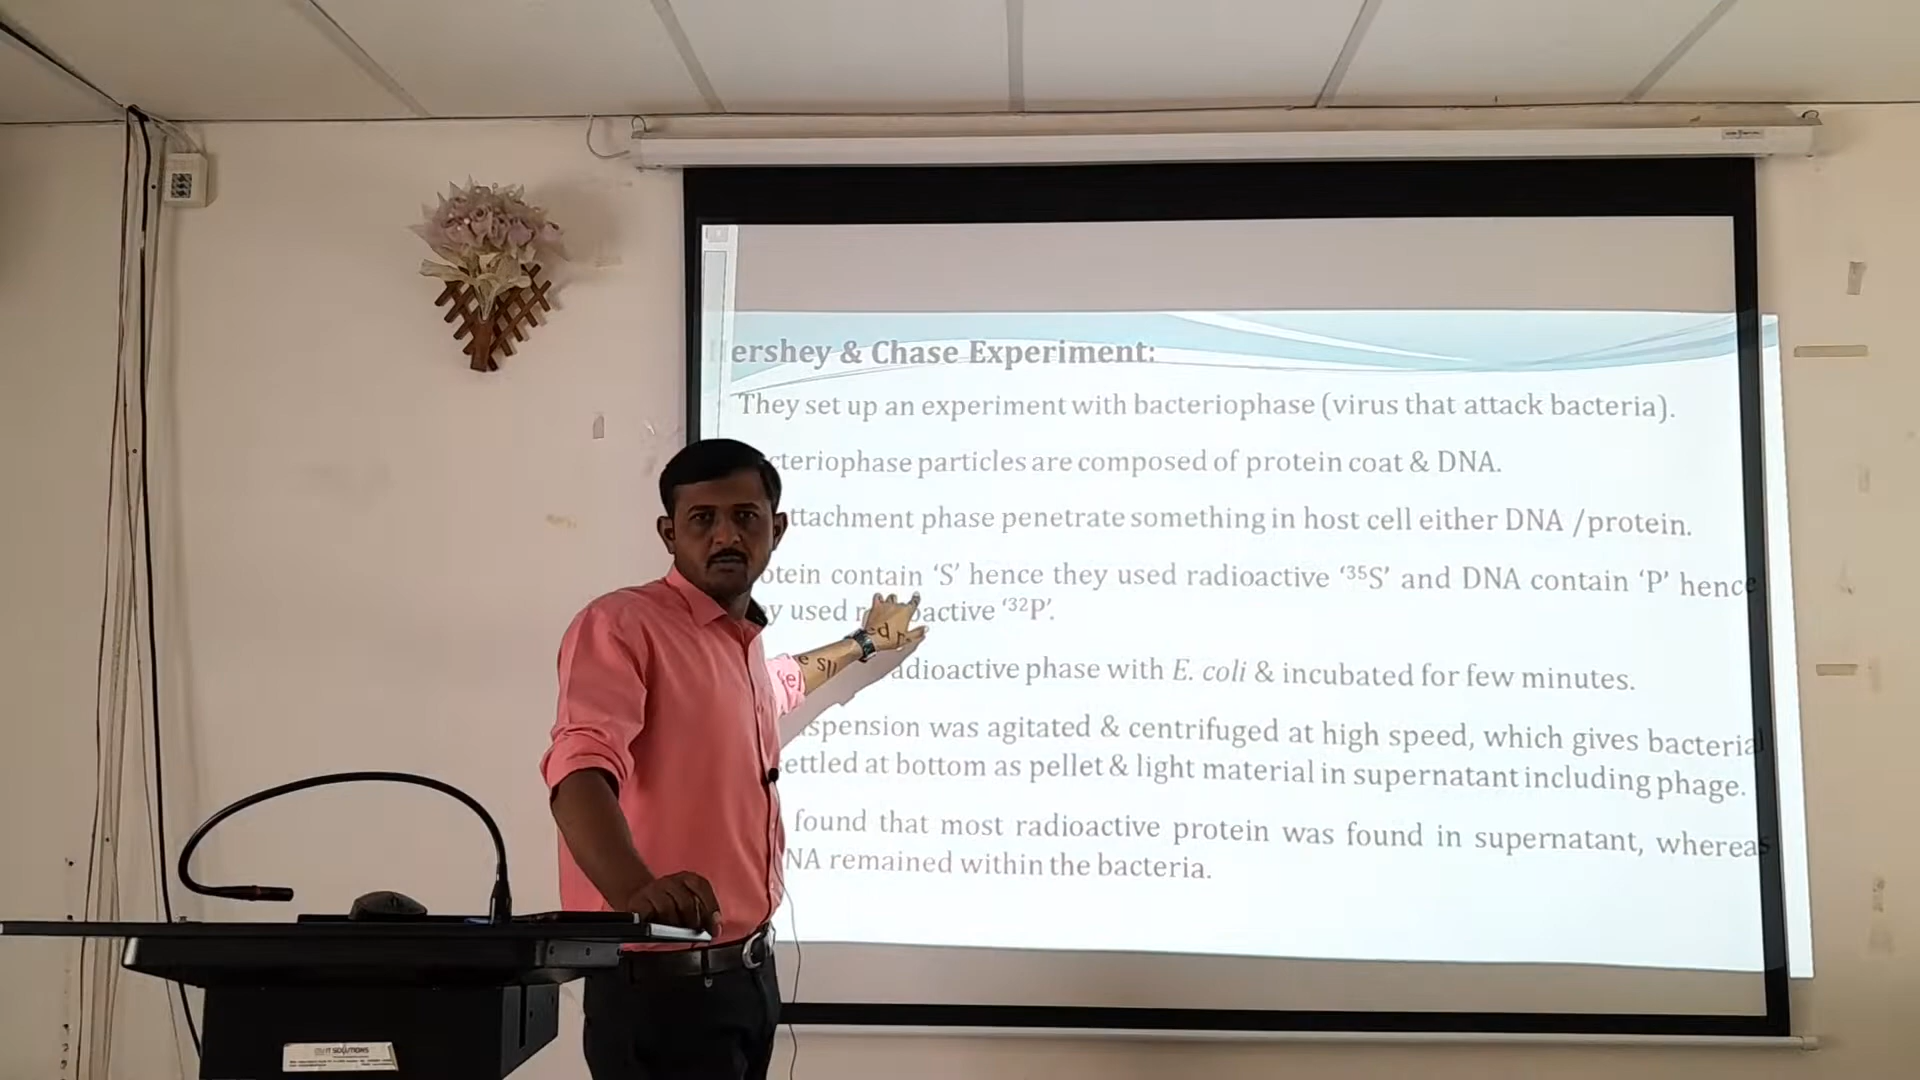 ershey & Chase Experiment:
They set up an experiment with bacteriophase (virus that attack bacteria).
cteriophase particles are composed of protein coat & DNA.
ttachment phase penetrate something in host cell either DNA /protein.
otein contain ‘S’ hence they used radioactive ‘³⁵S’ and DNA contain ‘P’ hence
y used r active ‘³²P’.
adioactive phase with E. coli & incubated for few minutes.
spension was agitated & centrifuged at high speed, which gives bacteria
ettled at bottom as pellet & light material in supernatant including phage.
found that most radioactive protein was found in supernatant, whereas
NA remained within the bacteria.
IT SOLUTIONS